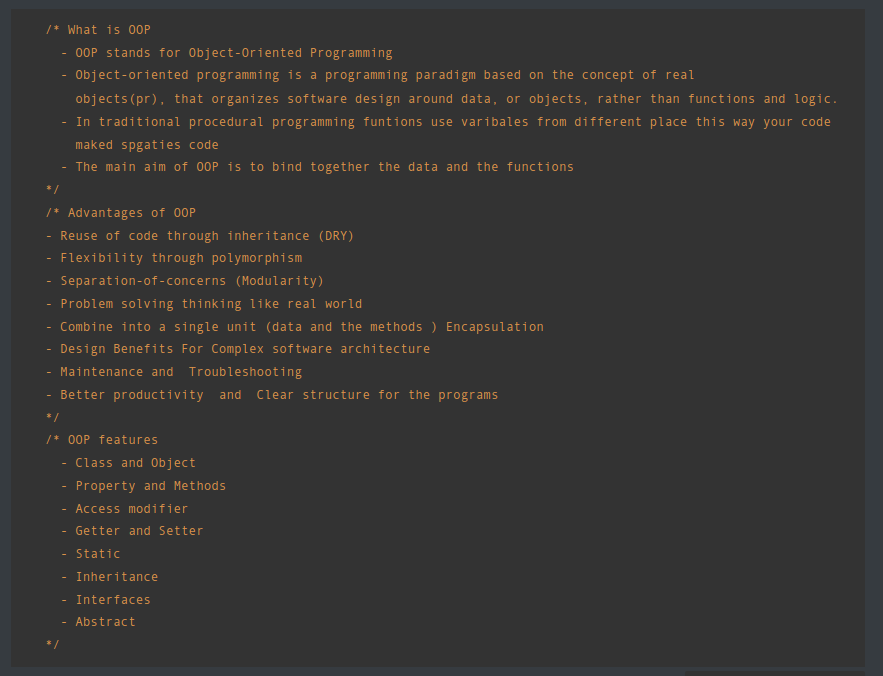 /* What is OOP
- OOP stands for Object-Oriented Programming
- Object-oriented programming is a programming paradigm based on the concept of real
objects(pr), that organizes software design around data, or objects, rather than functions and logic.
- In traditional procedural programming funtions use varibales from different place this way your code
maked spgaties code
- The main aim of OOP is to bind together the data and the functions
*/
/* Advantages of OOP
- Reuse of code through inheritance (DRY)
- Flexibility through polymorphism
- Separation-of-concerns (Modularity)
- Problem solving thinking like real world
- Combine into a single unit (data and the methods ) Encapsulation
- Design Benefits For Complex software architecture
- Maintenance and  Troubleshooting
- Better productivity  and  Clear structure for the programs
*/
/* OOP features
- Class and Object
- Property and Methods
- Access modifier
- Getter and Setter
- Static
- Inheritance
- Interfaces
- Abstract
*/